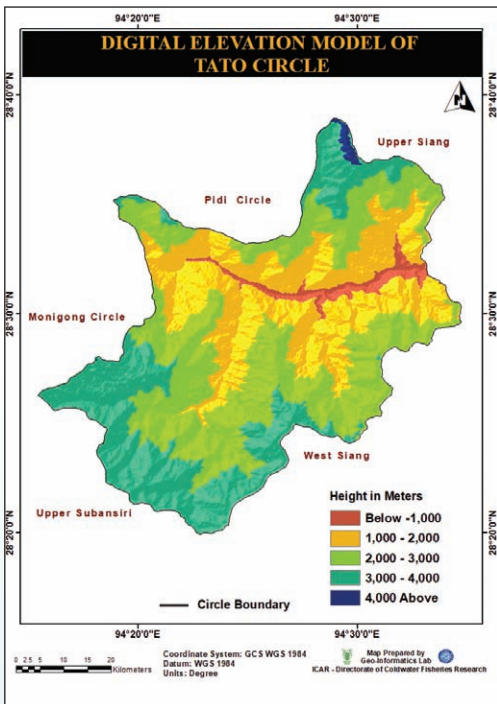 94°20'0"E 94°30'0"E
DIGITAL ELEVATION MODEL OF
TATO CIRCLE
28°40'0"N 28°40'0"N
N
Upper Siang
Pidi Circle
28°30'0"N 28°30'0"N
Monigong Circle
West Siang
Upper Subansiri
28°20'0"N 28°20'0"N
Height in Meters
Below -1,000
1,000 - 2,000
2,000 - 3,000
3,000 - 4,000
4,000 Above
Circle Boundary
94°20'0"E 94°30'0"E
0 2.5 5 10 15 20
Kilometers
Coordinate System: GCS WGS 1984
Datum: WGS 1984
Units: Degree
Map Prepared by
Geo-Informatics Lab
ICAR - Directorate of Coldwater Fisheries Research